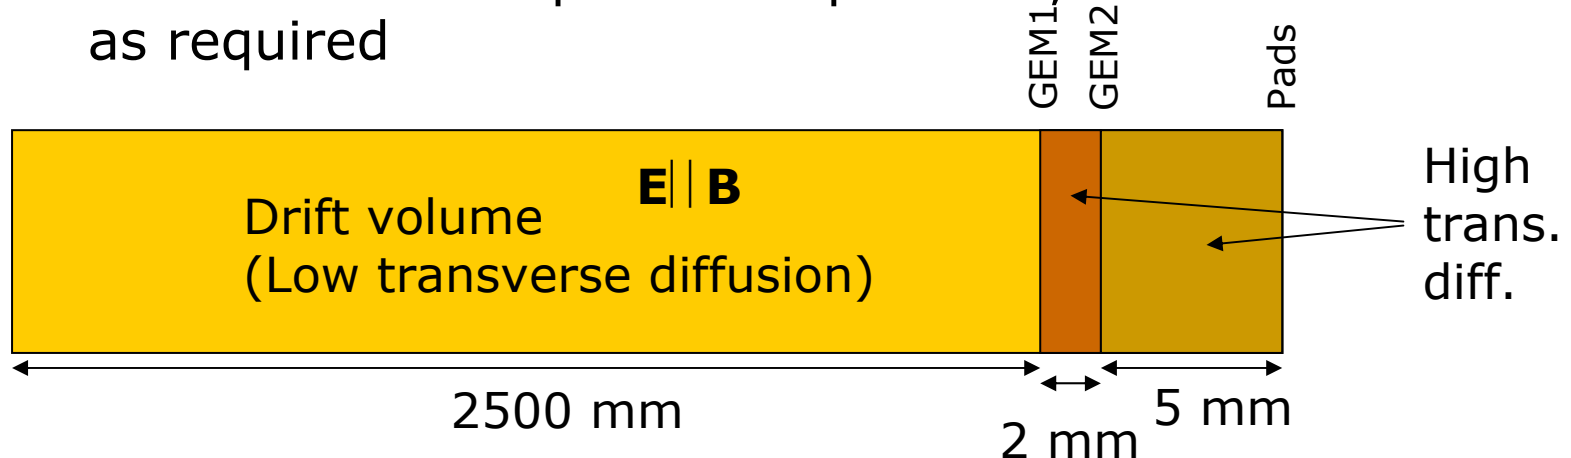 as required
GEM1
GEM2
Pads
E|| B
Drift volume
(Low transverse diffusion)
High
trans.
diff.
2500 mm
2 mm
5 mm